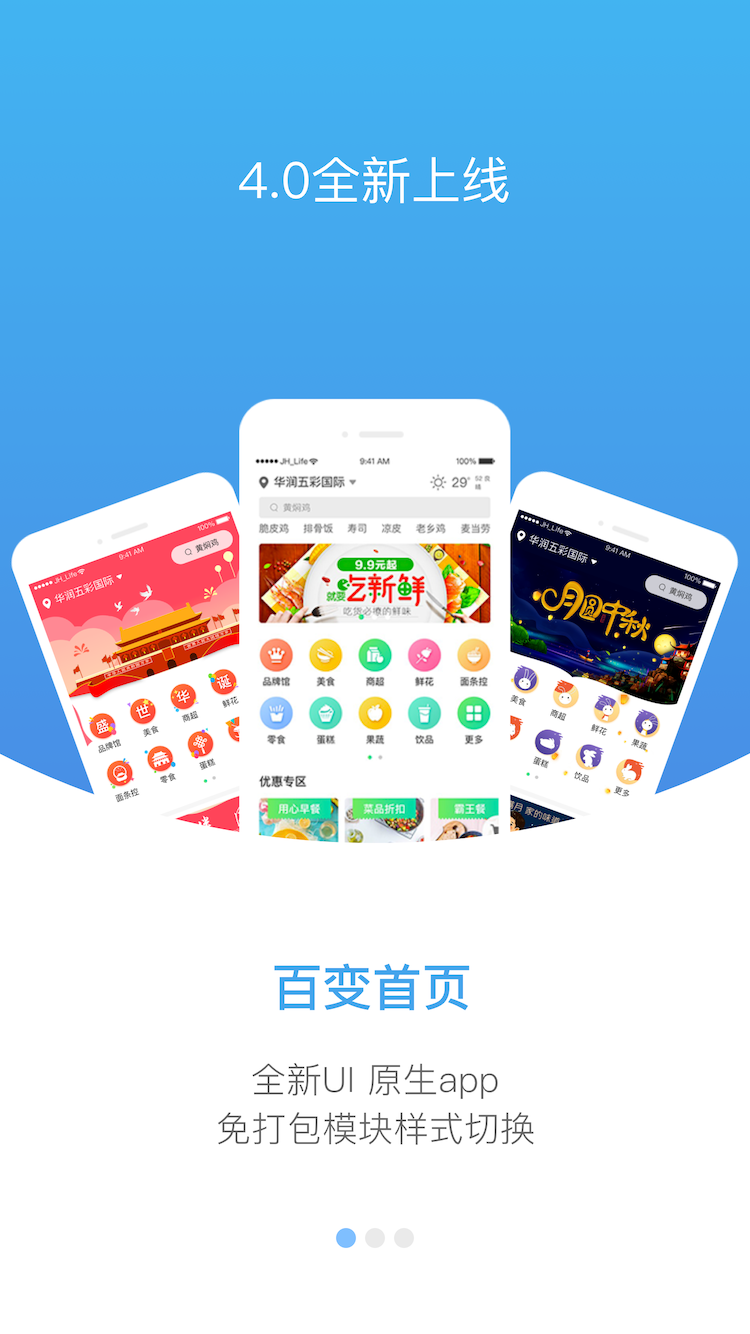 4.0全新上线
JH_Life
9:41 AM
100%
华润五彩国际
29°
52 良
晴
黄焖鸡
脆皮鸡 排骨饭 寿司 凉皮 老乡鸡 麦当劳
9.9元起
就要吃新鲜
吃货必撩的鲜味
品牌馆 美食 商超 鲜花 面条控
零食 蛋糕 果蔬 饮品 更多
优惠专区
用心早餐 菜品折扣 霸王餐
JH_Life
9:41 AM
100%
华润五彩国际
黄焖鸡
盛 世 华 诞
品牌馆 美食 商超 鲜花
面条控 零食 蛋糕
JH_Life
9:41 AM
100%
华润五彩国际
黄焖鸡
月圆中秋
美食 商超 鲜花 果蔬
蛋糕 饮品 更多
月 家的味道
百变首页
全新UI 原生app
免打包模块样式切换